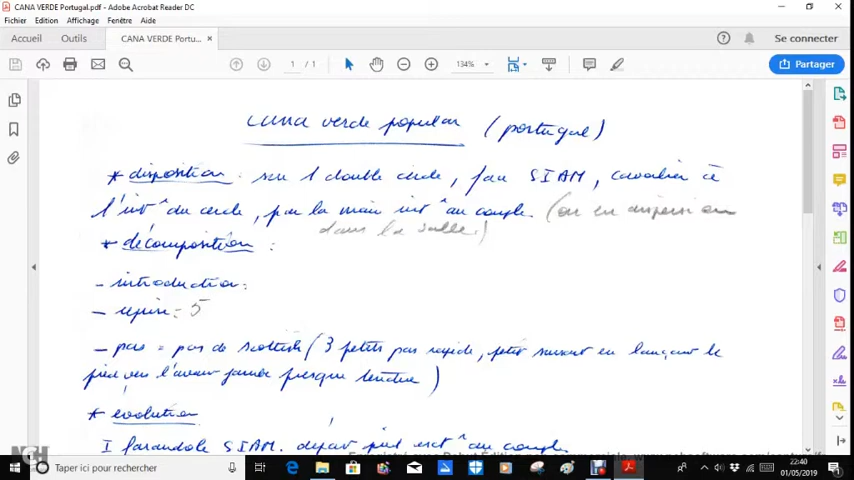 CANA VERDE Portugal.pdf - Adobe Acrobat Reader DC
Fichier Edition Affichage Fenêtre Aide
Accueil Outils CANA VERDE Portu... × Se connecter
1 / 1 134% Partager
cana verde popular (portugal)
* disposition : sur 1 double cercle, face SIAM, cavalier à
l'int^ du cercle, par la main int^ au couple. (ou en dispersion
dans la salle.)
* décomposition :
- introduction:
- reprise = 5
- pas = pas de scottish (3 petits pas rapide, petit sursaut en lançant le
pied vers l'avant jambe presque tendue)
* évolution
I farandole SIAM. départ pied ext^ au couple
Taper ici pour rechercher
22:40
01/05/2019